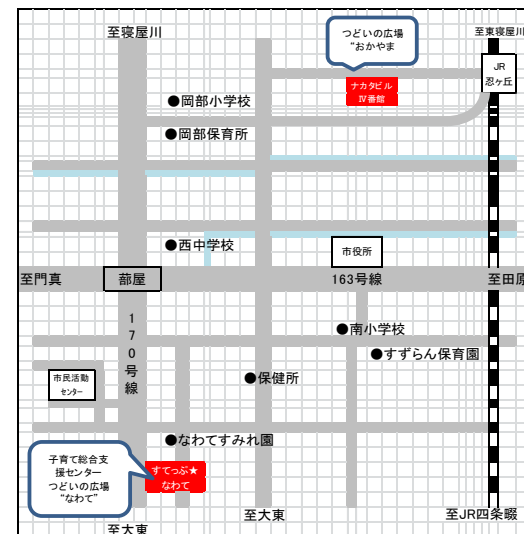 至寝屋川
つどいの広場
"おかやま
至東寝屋川
JR
忍ヶ丘
ナカタビル
Ⅳ番館
●岡部小学校
●岡部保育所
●西中学校
市役所
至門真
蔀屋
163号線
至田原
170号線
●南小学校
●すずらん保育園
市民活動
センター
●保健所
●なわてすみれ園
子育て総合支
援センター
つどいの広場
"なわて"
すてっぷ★
なわて
至大東
至大東
至JR四条畷